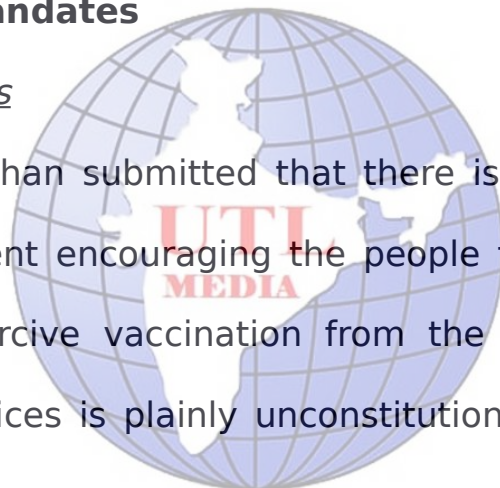 andates
s
han submitted that there is
ent encouraging the people
UTL
MEDIA
rcive vaccination from the
ices is plainly unconstitution